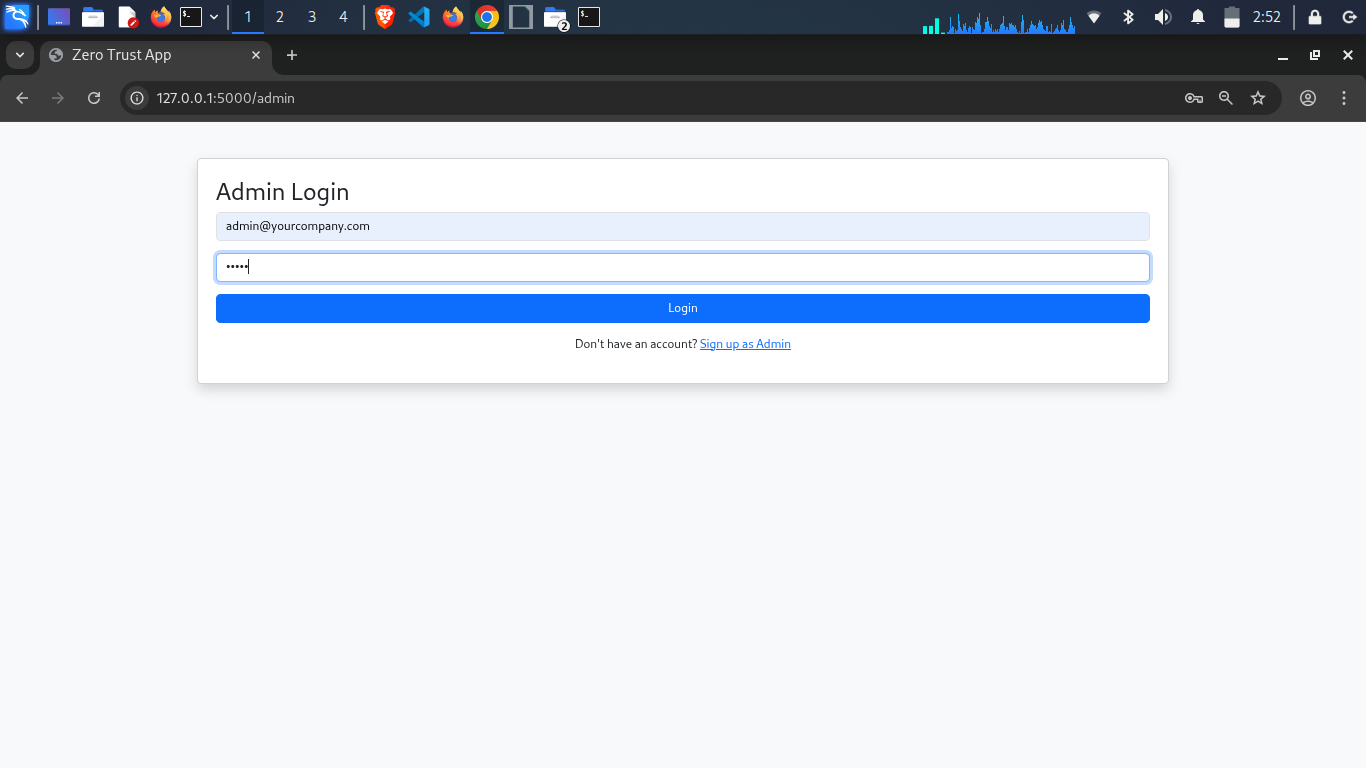 1 2 3 4 2 2:52
Zero Trust App
127.0.0.1:5000/admin
Admin Login
admin@yourcompany.com
•••••
Login
Don't have an account? Sign up as Admin